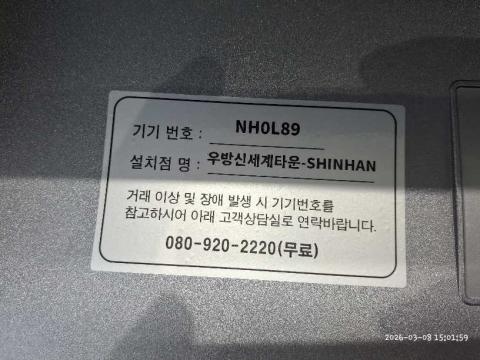 기기 번호 : NH0L89
설치점 명 : 우방신세계타운-SHINHAN
거래 이상 및 장애 발생 시 기기번호를
참고하시어 아래 고객상담실로 연락바랍니다.
080-920-2220(무료)
2026-03-08 15:01:59